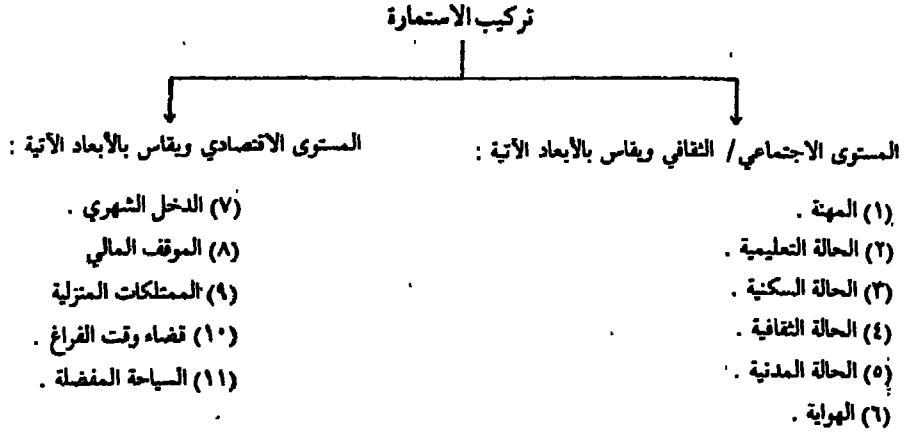 تركيب الاستمارة
المستوى الاجتماعي / الثقافي ويقاس بالأبعاد الآتية :
(١) المهنة .
(٢) الحالة التعليمية .
(٣) الحالة السكنية .
(٤) الحالة الثقافية .
(٥) الحالة المدنية .
(٦) الهواية .
المستوى الاقتصادي ويقاس بالأبعاد الآتية :
(٧) الدخل الشهري .
(٨) الموقف المالي
(٩) الممتلكات المنزلية
(١٠) قضاء وقت الفراغ .
(١١) السياحة المفضلة .